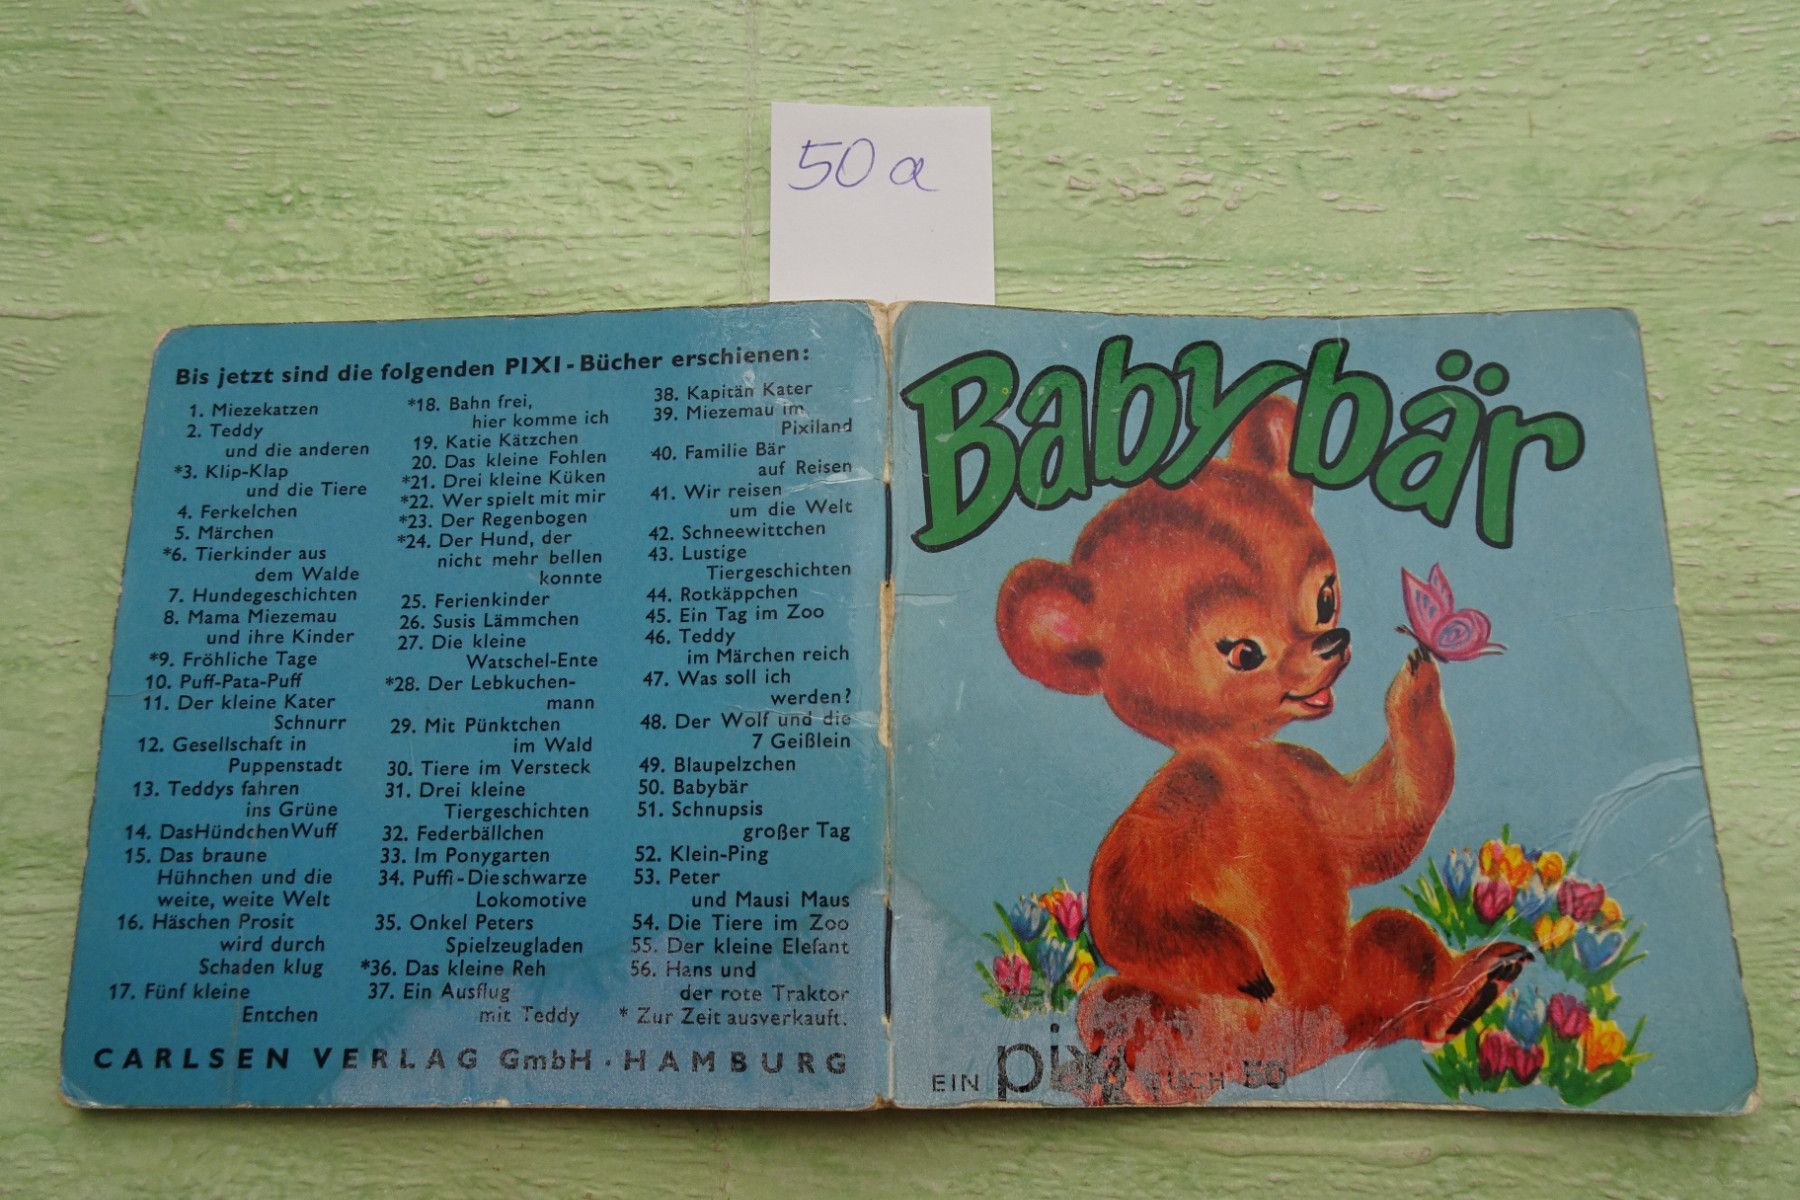 50 a
Bis jetzt sind die folgenden PIXI-Bücher erschienen:
1. Miezekatzen
2. Teddy
und die anderen
*3. Klip-Klap
und die Tiere
4. Ferkelchen
5. Märchen
*6. Tierkinder aus
dem Walde
7. Hundegeschichten
8. Mama Miezemau
und ihre Kinder
*9. Fröhliche Tage
10. Puff-Pata-Puff
11. Der kleine Kater
Schnurr
12. Gesellschaft in
Puppenstadt
13. Teddys fahren
ins Grüne
14. Das Hündchen Wuff
15. Das braune
Hühnchen und die
weite, weite Welt
16. Häschen Prosit
wird durch
Schaden klug
17. Fünf kleine
Entchen
*18. Bahn frei,
hier komme ich
19. Katie Kätzchen
20. Das kleine Fohlen
*21. Drei kleine Küken
*22. Wer spielt mit mir
*23. Der Regenbogen
*24. Der Hund, der
nicht mehr bellen
konnte
25. Ferienkinder
26. Susis Lämmchen
27. Die kleine
Watschel-Ente
*28. Der Lebkuchen-
mann
29. Mit Pünktchen
im Wald
30. Tiere im Versteck
31. Drei kleine
Tiergeschichten
32. Federbällchen
33. Im Ponygarten
34. Puffi-Die schwarze
Lokomotive
35. Onkel Peters
Spielzeugladen
*36. Das kleine Reh
37. Ein Ausflug
mit Teddy
38. Kapitän Kater
39. Miezemau im
Pixiland
40. Familie Bär
auf Reisen
41. Wir reisen
um die Welt
42. Schneewittchen
43. Lustige
Tiergeschichten
44. Rotkäppchen
45. Ein Tag im Zoo
46. Teddy
im Märchen reich
47. Was soll ich
werden?
48. Der Wolf und die
7 Geißlein
49. Blaupelzchen
50. Babybär
51. Schnupsis
großer Tag
52. Klein-Ping
53. Peter
und Mausi Maus
54. Die Tiere im Zoo
55. Der kleine Elefant
56. Hans und
der rote Traktor
* Zur Zeit ausverkauft.
CARLSEN VERLAG GmbH · HAMBURG
Babybär
EIN pixi BUCH 50